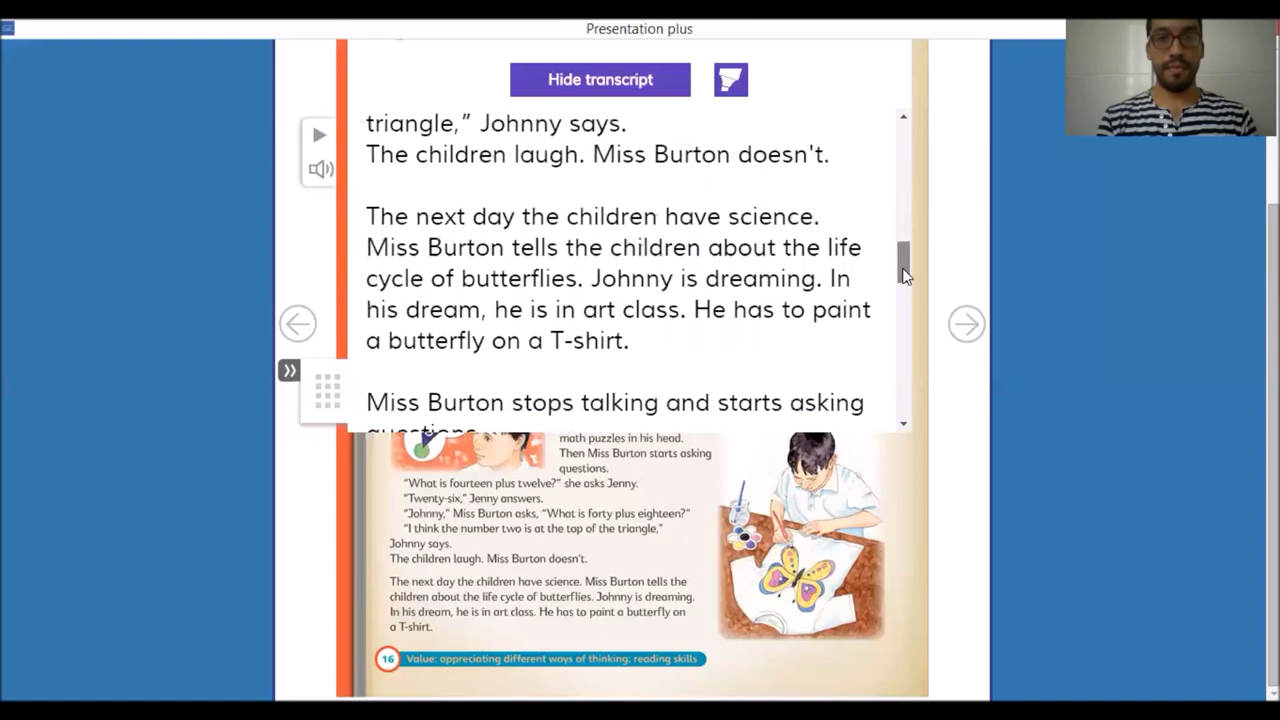 Presentation plus
Hide transcript
triangle,” Johnny says.
The children laugh. Miss Burton doesn't.
The next day the children have science.
Miss Burton tells the children about the life
cycle of butterflies. Johnny is dreaming. In
his dream, he is in art class. He has to paint
a butterfly on a T-shirt.
Miss Burton stops talking and starts asking
questions
math puzzles in his head.
Then Miss Burton starts asking
questions.
“What is fourteen plus twelve?” she asks Jenny.
“Twenty-six,” Jenny answers.
“Johnny,” Miss Burton asks, “What is forty plus eighteen?”
“I think the number two is at the top of the triangle,”
Johnny says.
The children laugh. Miss Burton doesn’t.
The next day the children have science. Miss Burton tells the
children about the life cycle of butterflies. Johnny is dreaming.
In his dream, he is in art class. He has to paint a butterfly on
a T-shirt.
16 Value: appreciating different ways of thinking; reading skills